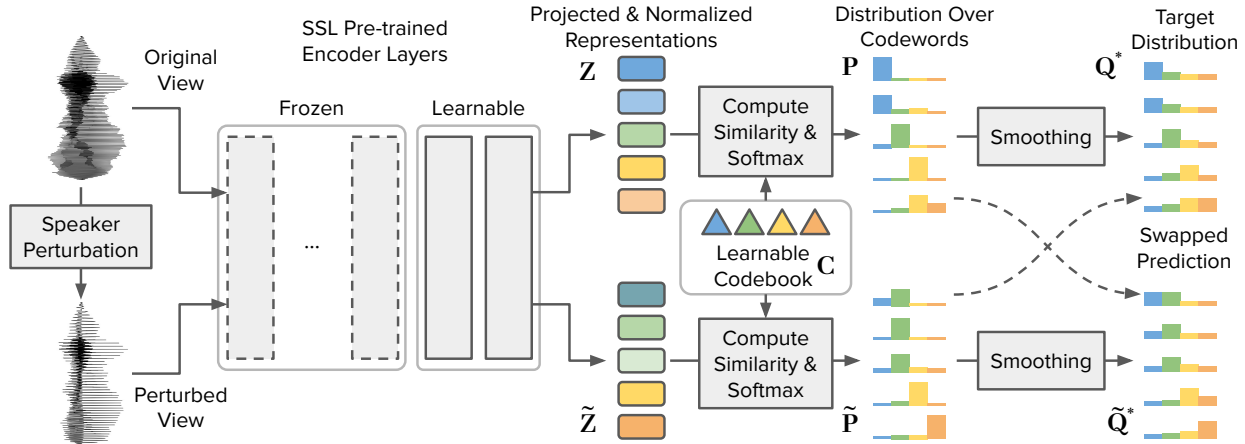 SSL Pre-trained
Encoder Layers
Projected & Normalized
Representations
Distribution Over
Codewords
Target
Distribution
Original
View
Z
P
Q*
Frozen
Learnable
Compute
Similarity &
Softmax
Smoothing
Speaker
Perturbation
...
Learnable
Codebook
C
Swapped
Prediction
Compute
Similarity &
Softmax
Smoothing
Perturbed
View
Z̃
P̃
Q̃*